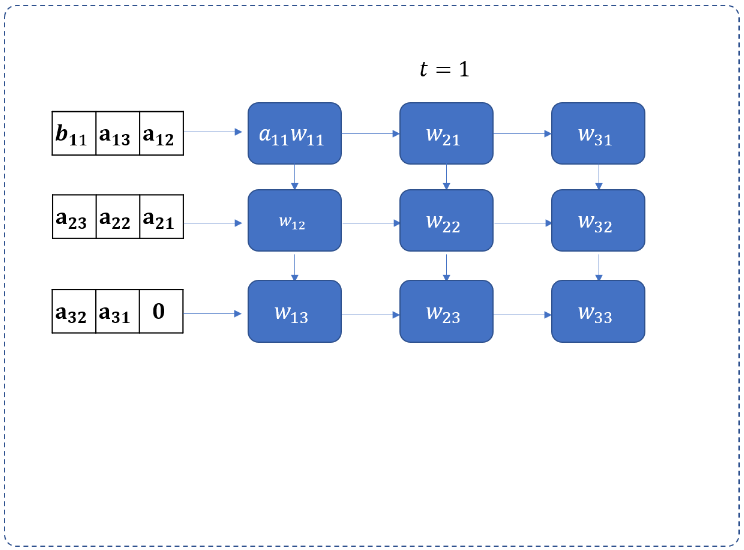 t = 1
b₁₁ a₁₃ a₁₂ a₁₁w₁₁ w₂₁ w₃₁
a₂₃ a₂₂ a₂₁ w₁₂ w₂₂ w₃₂
a₃₂ a₃₁ 0 w₁₃ w₂₃ w₃₃